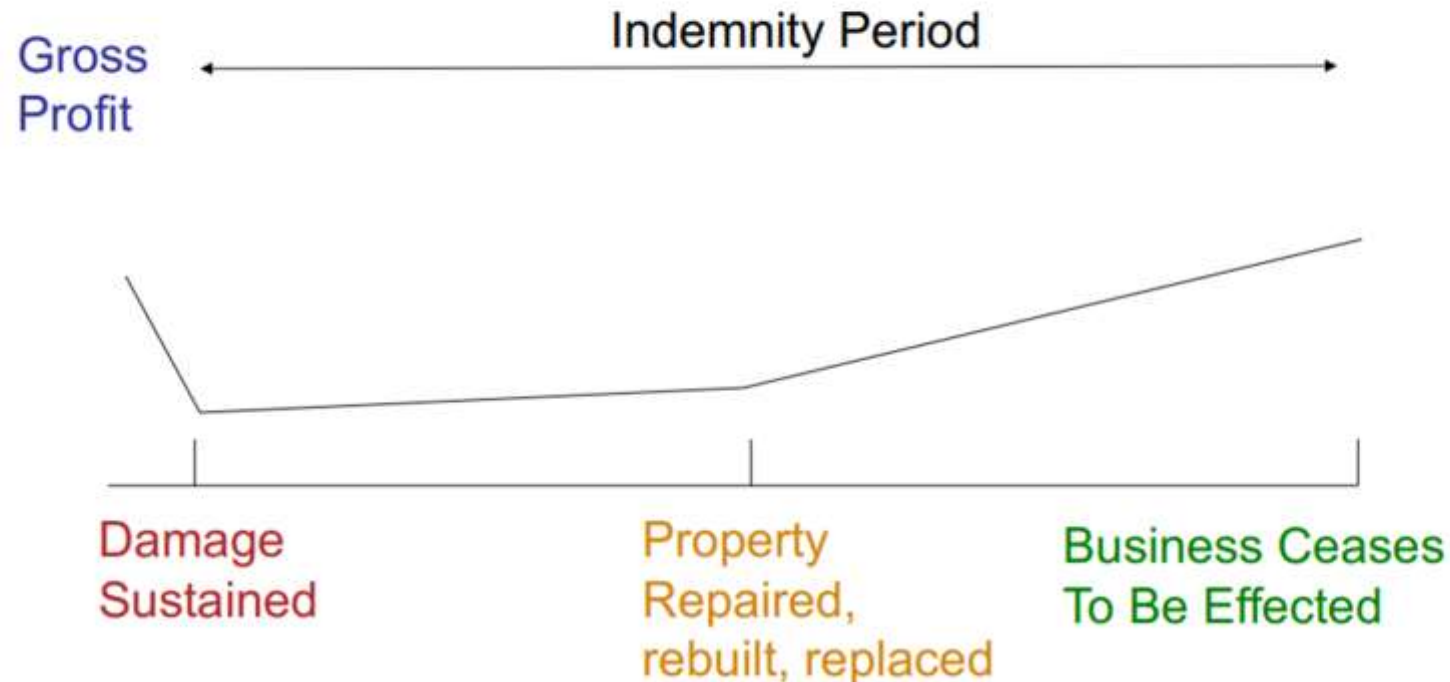 Indemnity Period
Gross
Profit
Damage
Sustained
Property
Repaired,
rebuilt, replaced
Business Ceases
To Be Effected